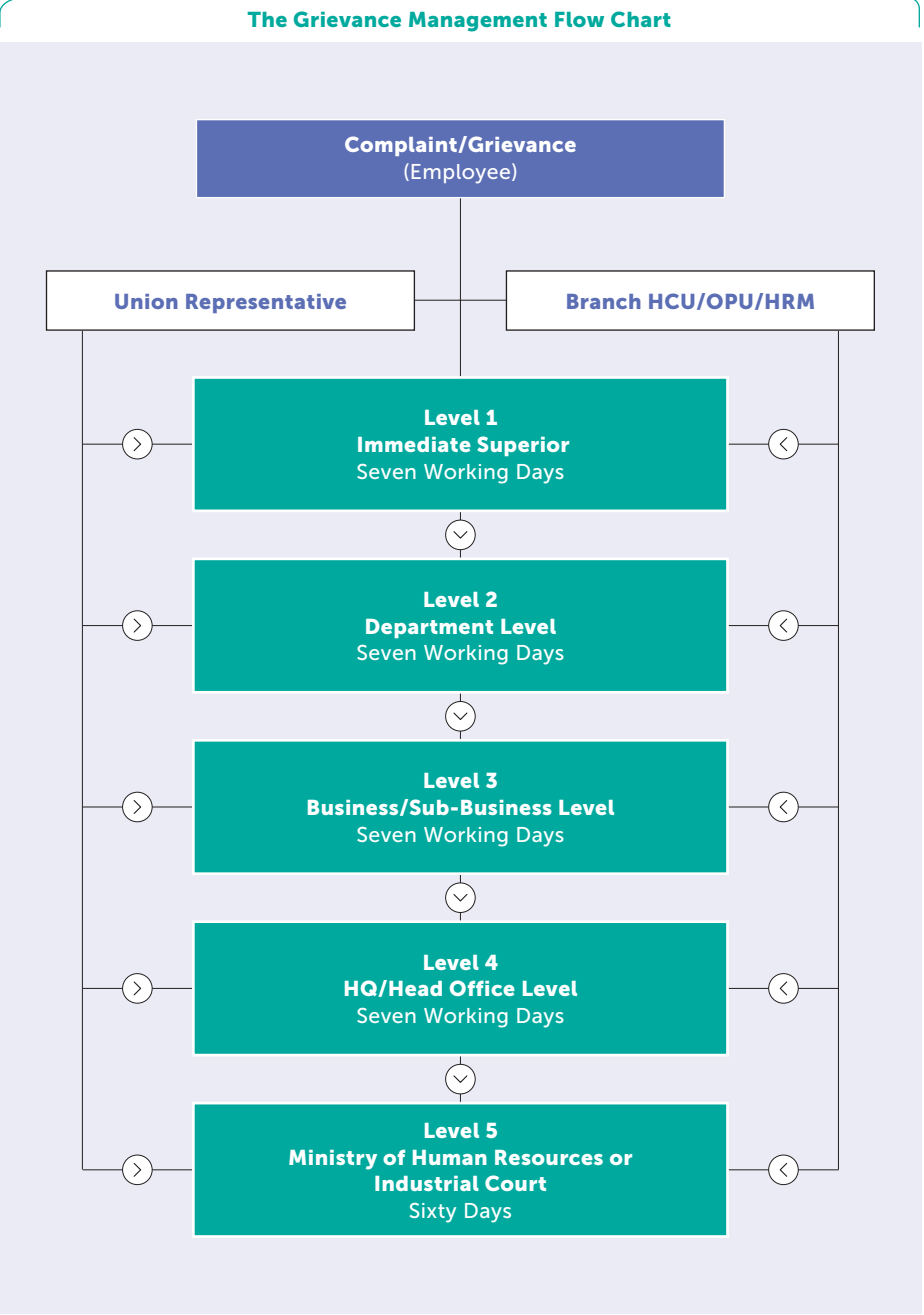 The Grievance Management Flow Chart
Complaint/Grievance
(Employee)
Union Representative
Branch HCU/OPU/HRM
Level 1
Immediate Superior
Seven Working Days
Level 2
Department Level
Seven Working Days
Level 3
Business/Sub-Business Level
Seven Working Days
Level 4
HQ/Head Office Level
Seven Working Days
Level 5
Ministry of Human Resources or
Industrial Court
Sixty Days